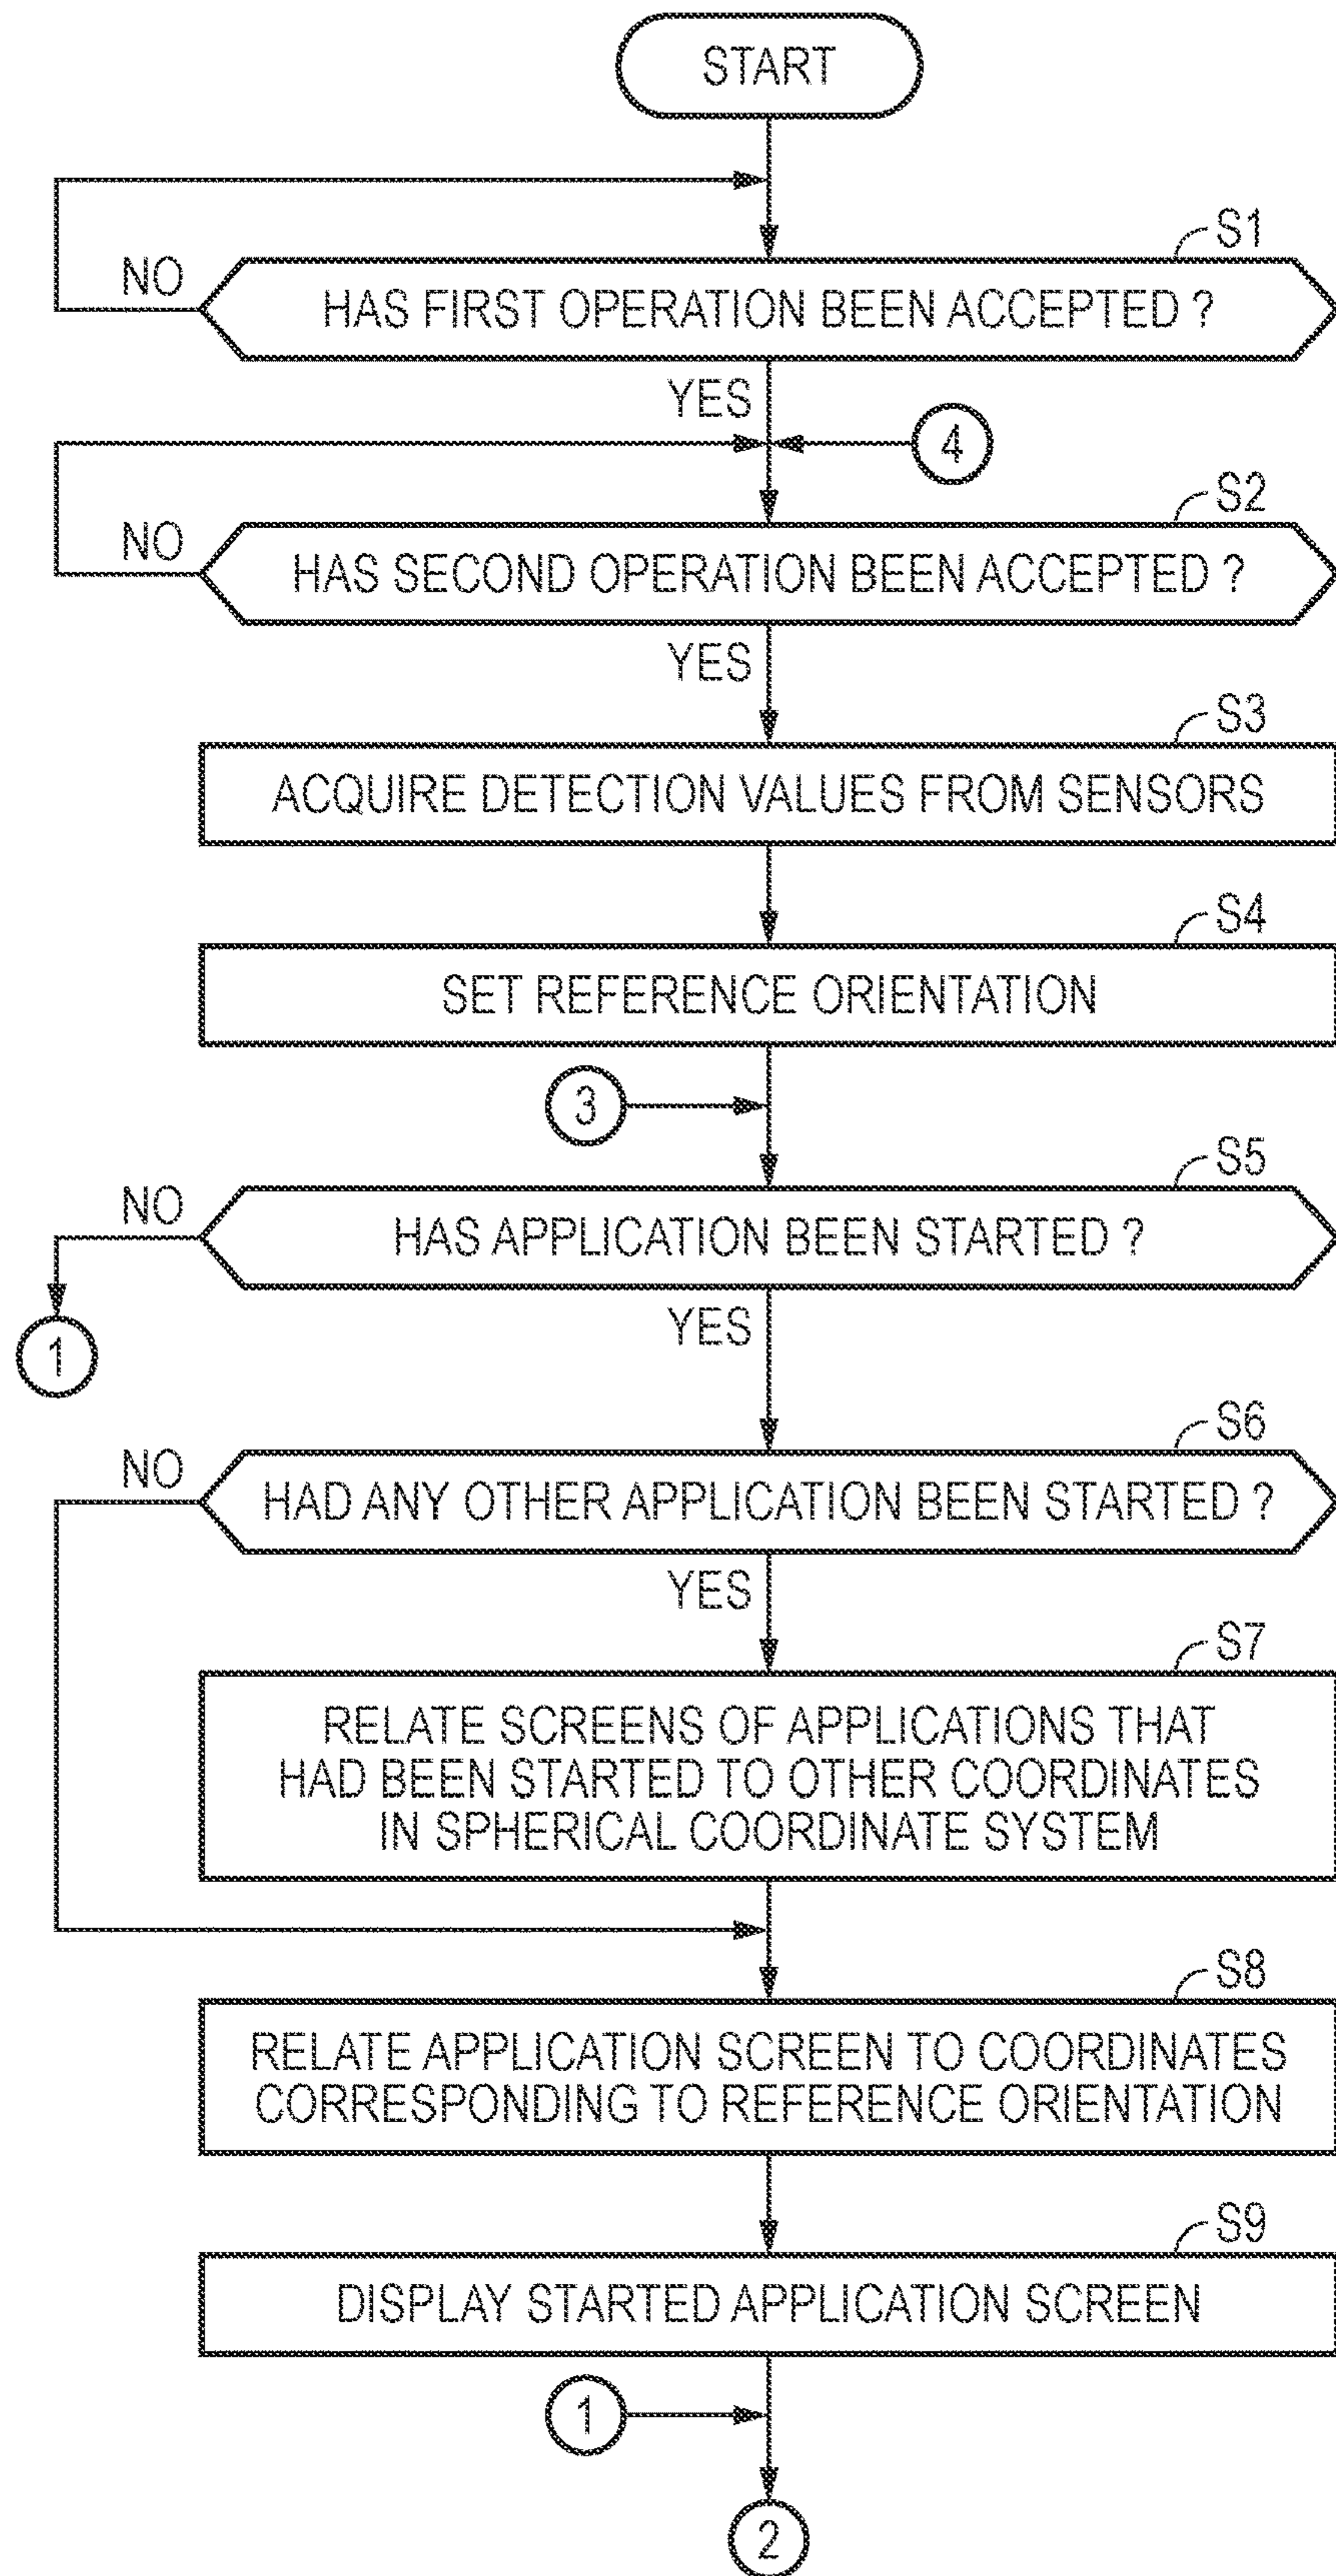 START
S1
NO
HAS FIRST OPERATION BEEN ACCEPTED ?
YES
4
S2
NO
HAS SECOND OPERATION BEEN ACCEPTED ?
YES
S3
ACQUIRE DETECTION VALUES FROM SENSORS
S4
SET REFERENCE ORIENTATION
3
S5
NO
HAS APPLICATION BEEN STARTED ?
YES
1
S6
NO
HAD ANY OTHER APPLICATION BEEN STARTED ?
YES
S7
RELATE SCREENS OF APPLICATIONS THAT
HAD BEEN STARTED TO OTHER COORDINATES
IN SPHERICAL COORDINATE SYSTEM
S8
RELATE APPLICATION SCREEN TO COORDINATES
CORRESPONDING TO REFERENCE ORIENTATION
S9
DISPLAY STARTED APPLICATION SCREEN
1
2